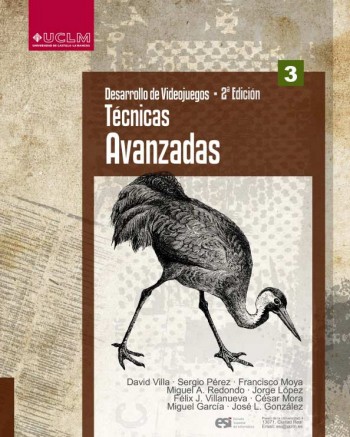 UCLM
UNIVERSIDAD DE CASTILLA-LA MANCHA
3
Desarrollo de Videojuegos · 2ª Edición
Técnicas
Avanzadas
David Villa · Sergio Pérez · Francisco Moya
Miguel A. Redondo · Jorge López
Félix J. Villanueva · César Mora
Miguel García · José L. González
esi